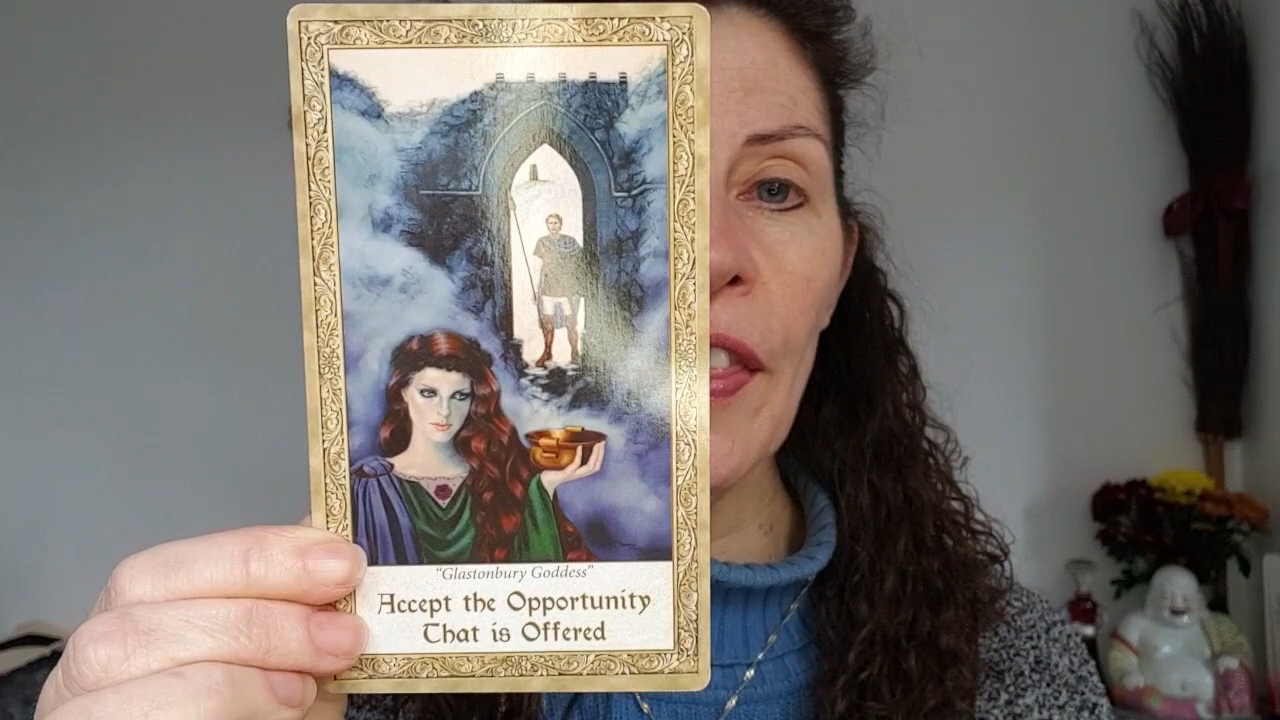 "Glastonbury Goddess"
Accept the Opportunity
That is Offered